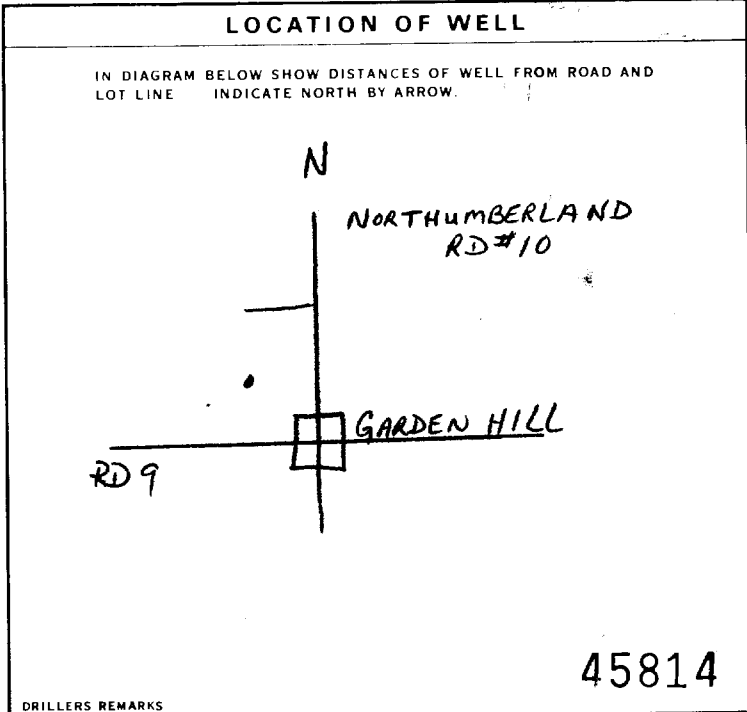 LOCATION OF WELL
IN DIAGRAM BELOW SHOW DISTANCES OF WELL FROM ROAD AND
LOT LINE INDICATE NORTH BY ARROW.
N
NORTHUMBERLAND
RD#10
GARDEN HILL
RD 9
45814
DRILLERS REMARKS